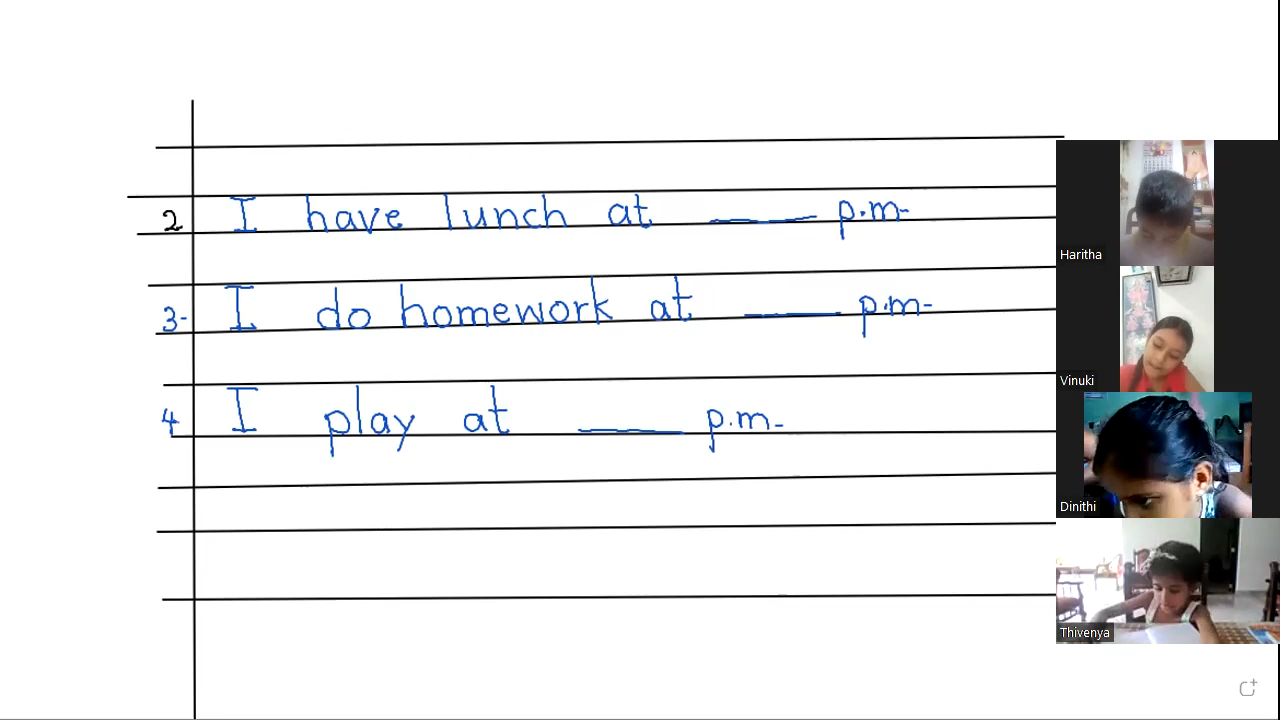 2 I have lunch at ____ p.m.
3. I do homework at ____ p.m.
4 I play at ____ p.m.
Haritha
Vinuki
Dinithi
Thivenya